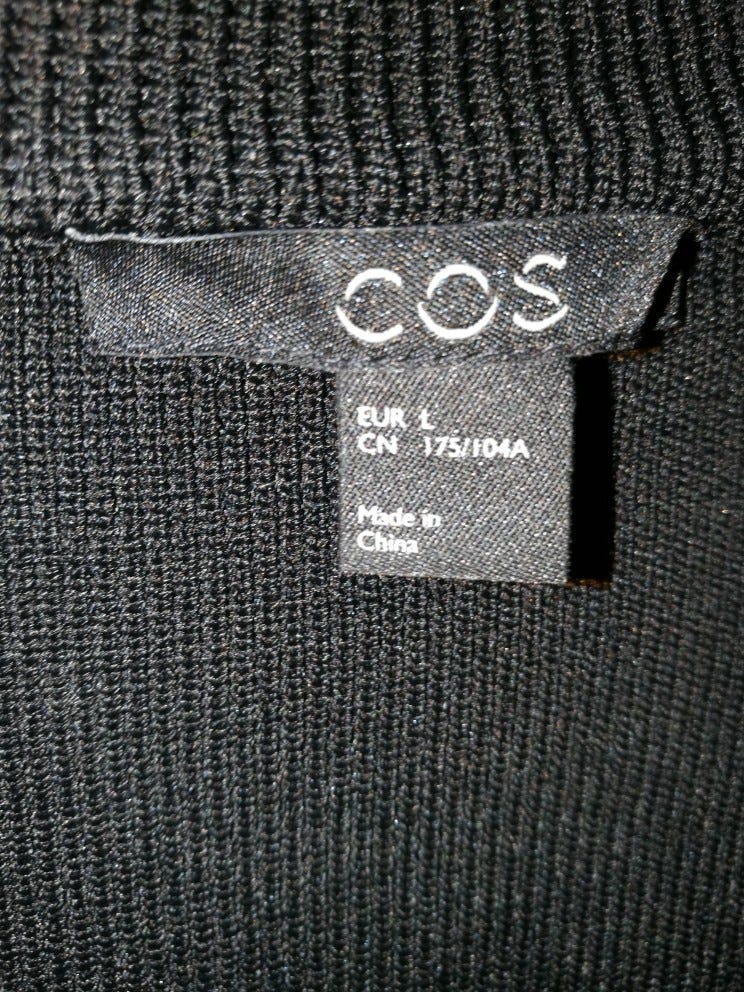 COS
EUR L
CN 175/104A
Made in
China